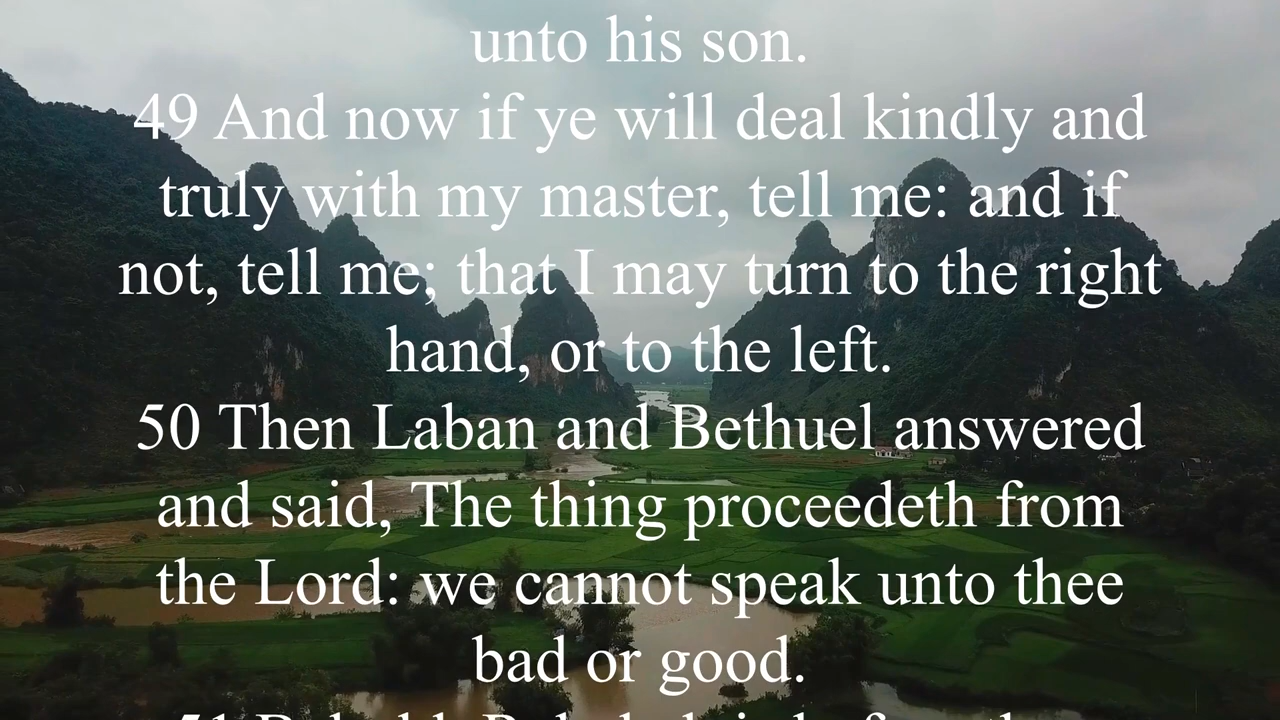 unto his son.
49 And now if ye will deal kindly and
truly with my master, tell me: and if
not, tell me; that I may turn to the right
hand, or to the left.
50 Then Laban and Bethuel answered
and said, The thing proceedeth from
the Lord: we cannot speak unto thee
bad or good.